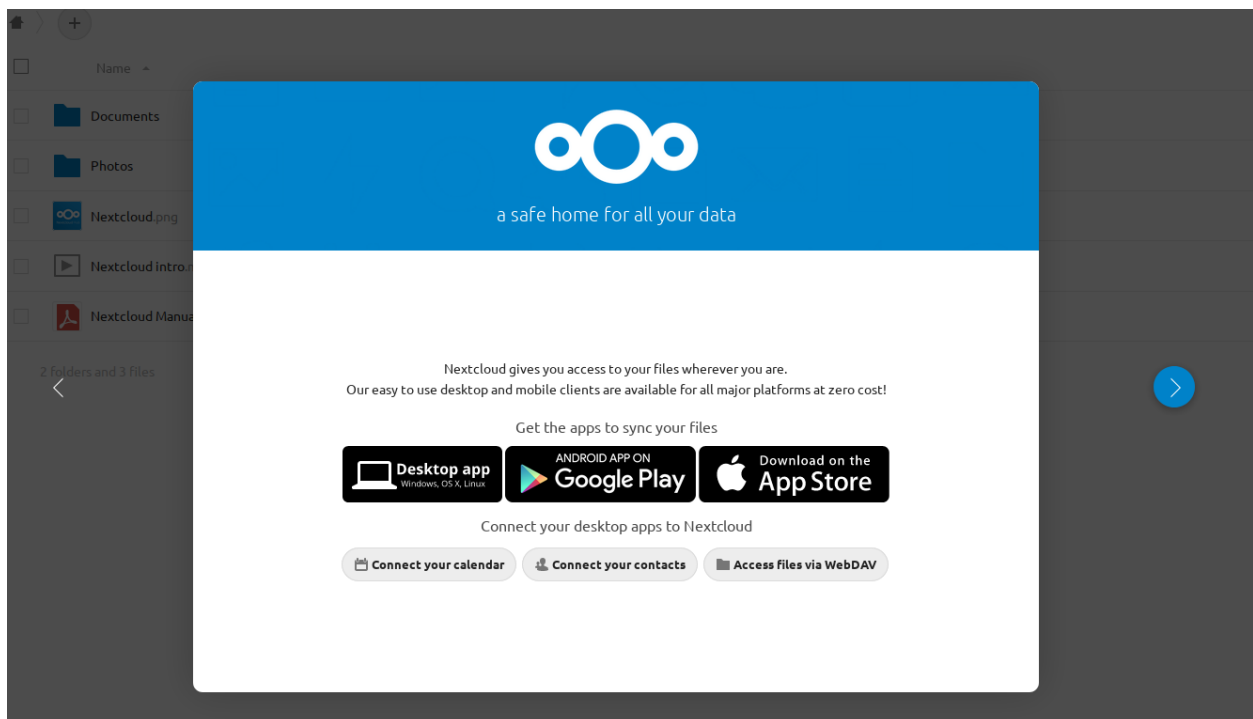 Name
Documents
Photos
Nextcloud.png
Nextcloud intro
Nextcloud
2 folders and 3 files
a safe home for all your data
Nextcloud gives you access to your files wherever you are.
Our easy to use desktop and mobile clients are available for all major platforms at zero cost!
Get the apps to sync your files
Desktop app
Windows, OS X, Linux
ANDROID APP ON
Google Play
Download on the
App Store
Connect your desktop apps to Nextcloud
Connect your calendar
Connect your contacts
Access files via WebDAV